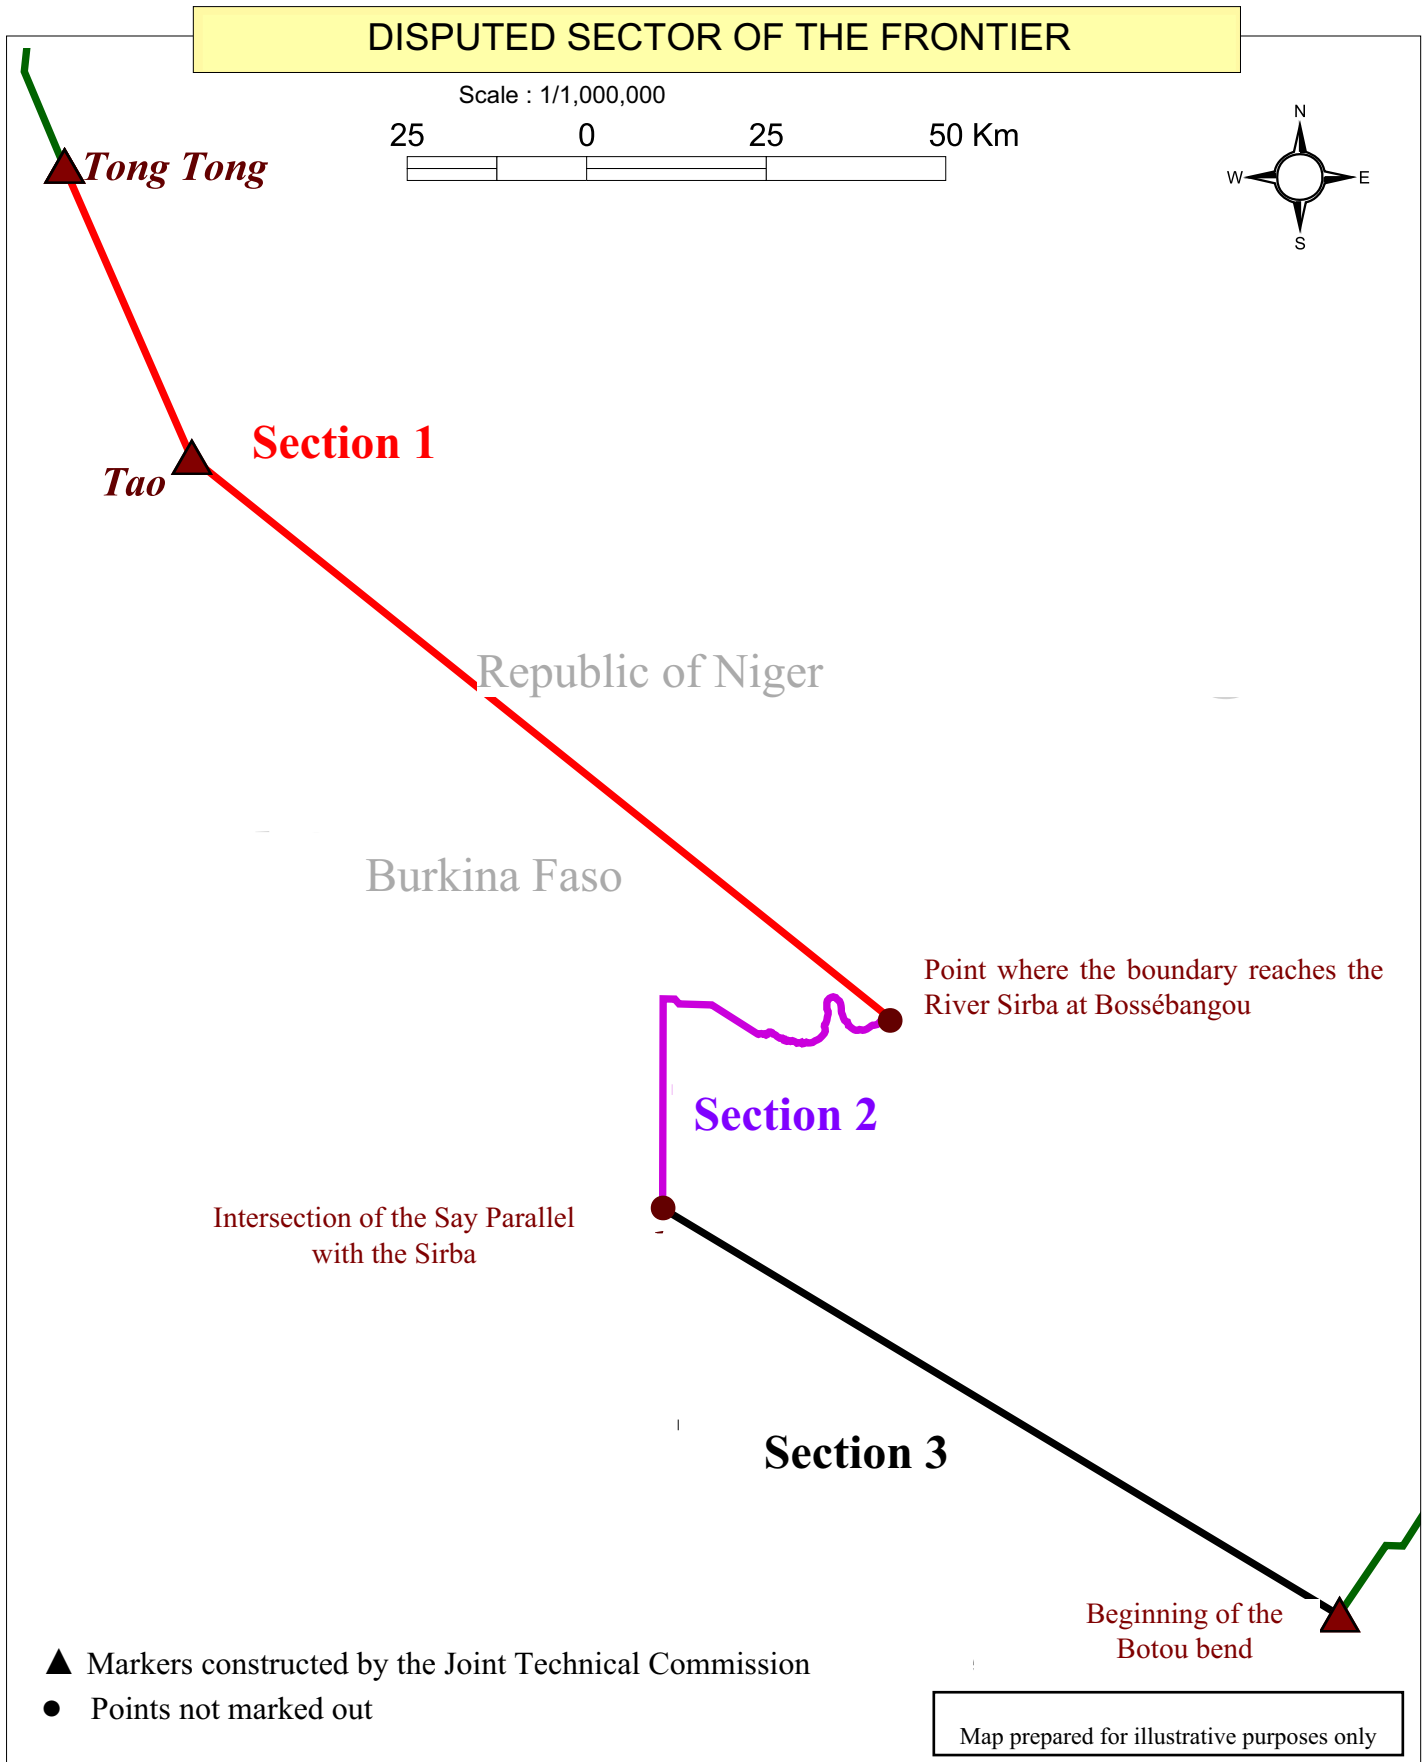 DISPUTED SECTOR OF THE FRONTIER
Scale : 1/1,000,000
25 0 25 50 Km
N
W E
S
Tong Tong
Section 1
Tao
Republic of Niger
Burkina Faso
Point where the boundary reaches the
River Sirba at Bossébangou
Section 2
Intersection of the Say Parallel
with the Sirba
Section 3
Beginning of the
Botou bend
Markers constructed by the Joint Technical Commission
Points not marked out
Map prepared for illustrative purposes only